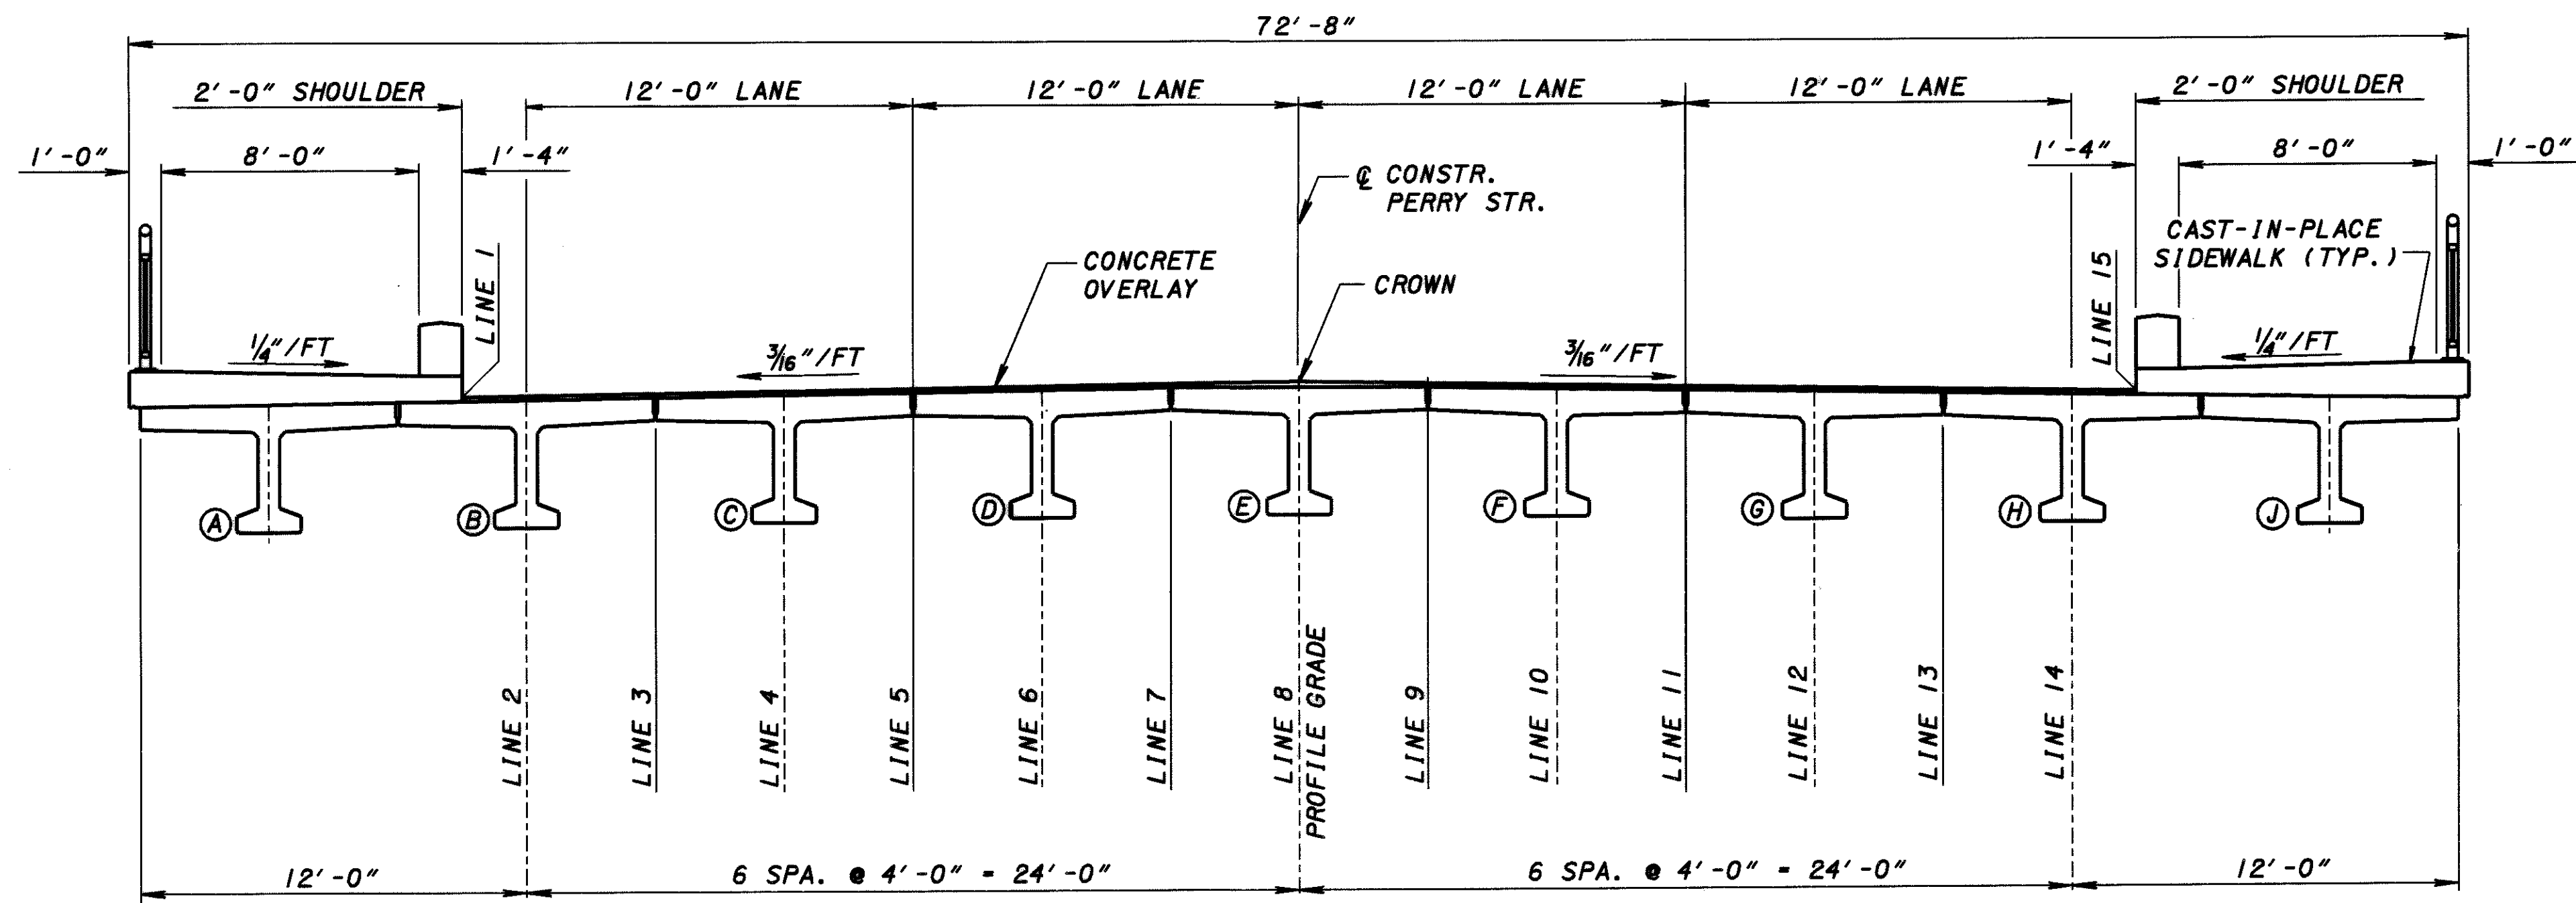 72'-8"
2'-0" SHOULDER
12'-0" LANE
12'-0" LANE
12'-0" LANE
12'-0" LANE
2'-0" SHOULDER
1'-0"
8'-0"
1'-4"
1'-4"
8'-0"
1'-0"
℄ CONSTR.
PERRY STR.
CAST-IN-PLACE
SIDEWALK (TYP.)
LINE 1
CONCRETE
OVERLAY
CROWN
LINE 15
1/4"/FT
3/16"/FT
3/16"/FT
1/4"/FT
A
B
C
D
E
F
G
H
J
LINE 2
LINE 3
LINE 4
LINE 5
LINE 6
LINE 7
LINE 8
PROFILE GRADE
LINE 9
LINE 10
LINE 11
LINE 12
LINE 13
LINE 14
12'-0"
6 SPA. @ 4'-0" = 24'-0"
6 SPA. @ 4'-0" = 24'-0"
12'-0"